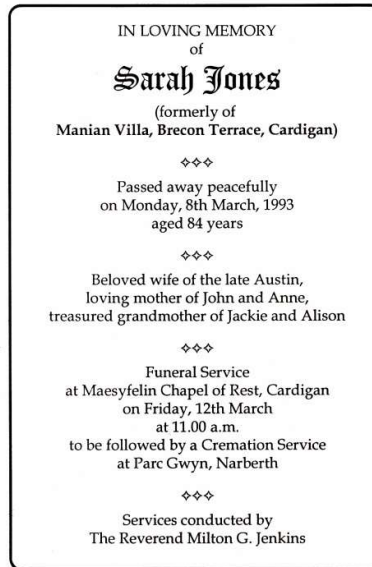 IN LOVING MEMORY
of
Sarah Jones
(formerly of
Manian Villa, Brecon Terrace, Cardigan)
Passed away peacefully
on Monday, 8th March, 1993
aged 84 years
Beloved wife of the late Austin,
loving mother of John and Anne,
treasured grandmother of Jackie and Alison
Funeral Service
at Maesyfelin Chapel of Rest, Cardigan
on Friday, 12th March
at 11.00 a.m.
to be followed by a Cremation Service
at Parc Gwyn, Narberth
Services conducted by
The Reverend Milton G. Jenkins